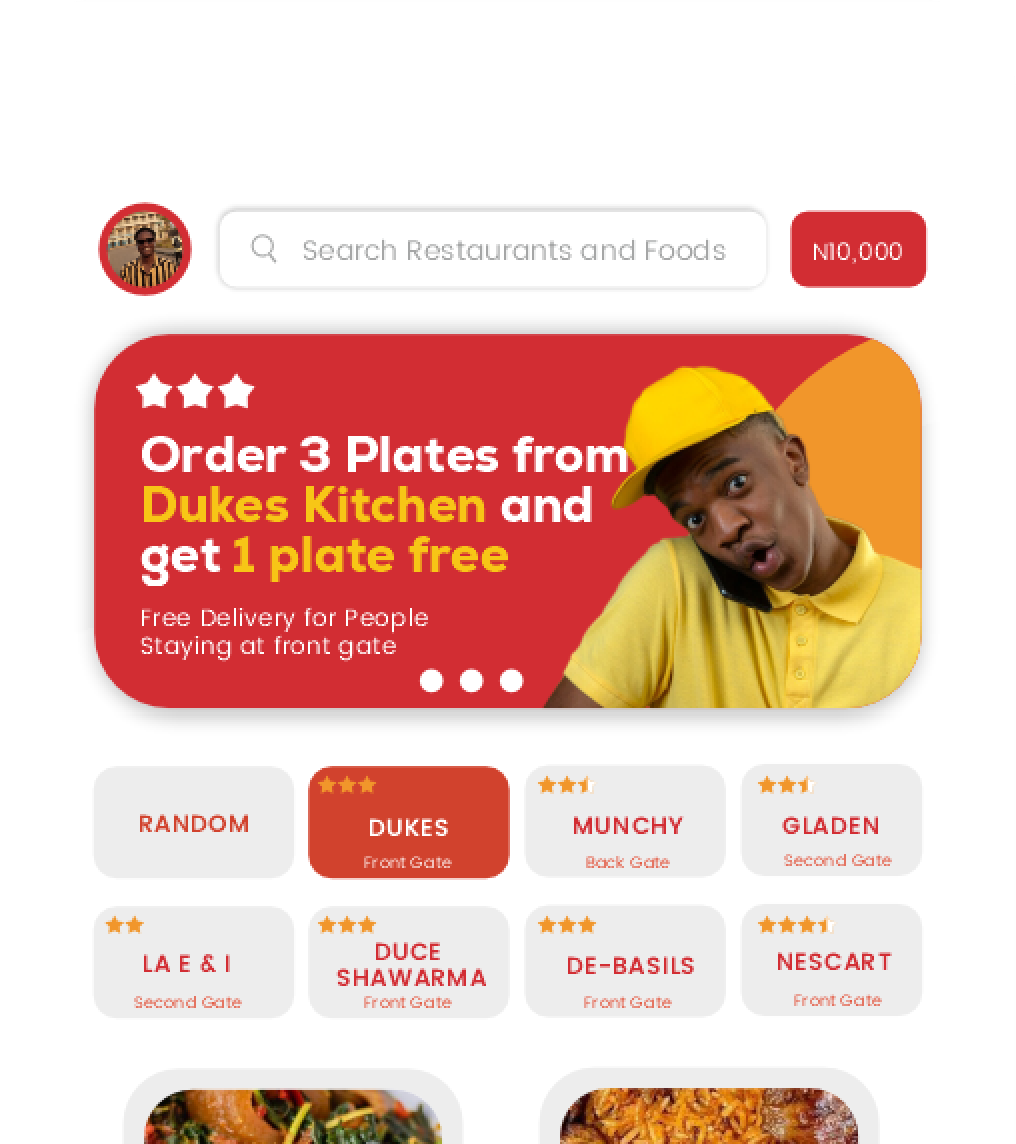 Search Restaurants and Foods
N10,000
Order 3 Plates from
Dukes Kitchen and
get 1 plate free
Free Delivery for People
Staying at front gate
RANDOM
DUKES
Front Gate
MUNCHY
Back Gate
GLADEN
Second Gate
LA E & I
Second Gate
DUCE
SHAWARMA
Front Gate
DE-BASILS
Front Gate
NESCART
Front Gate